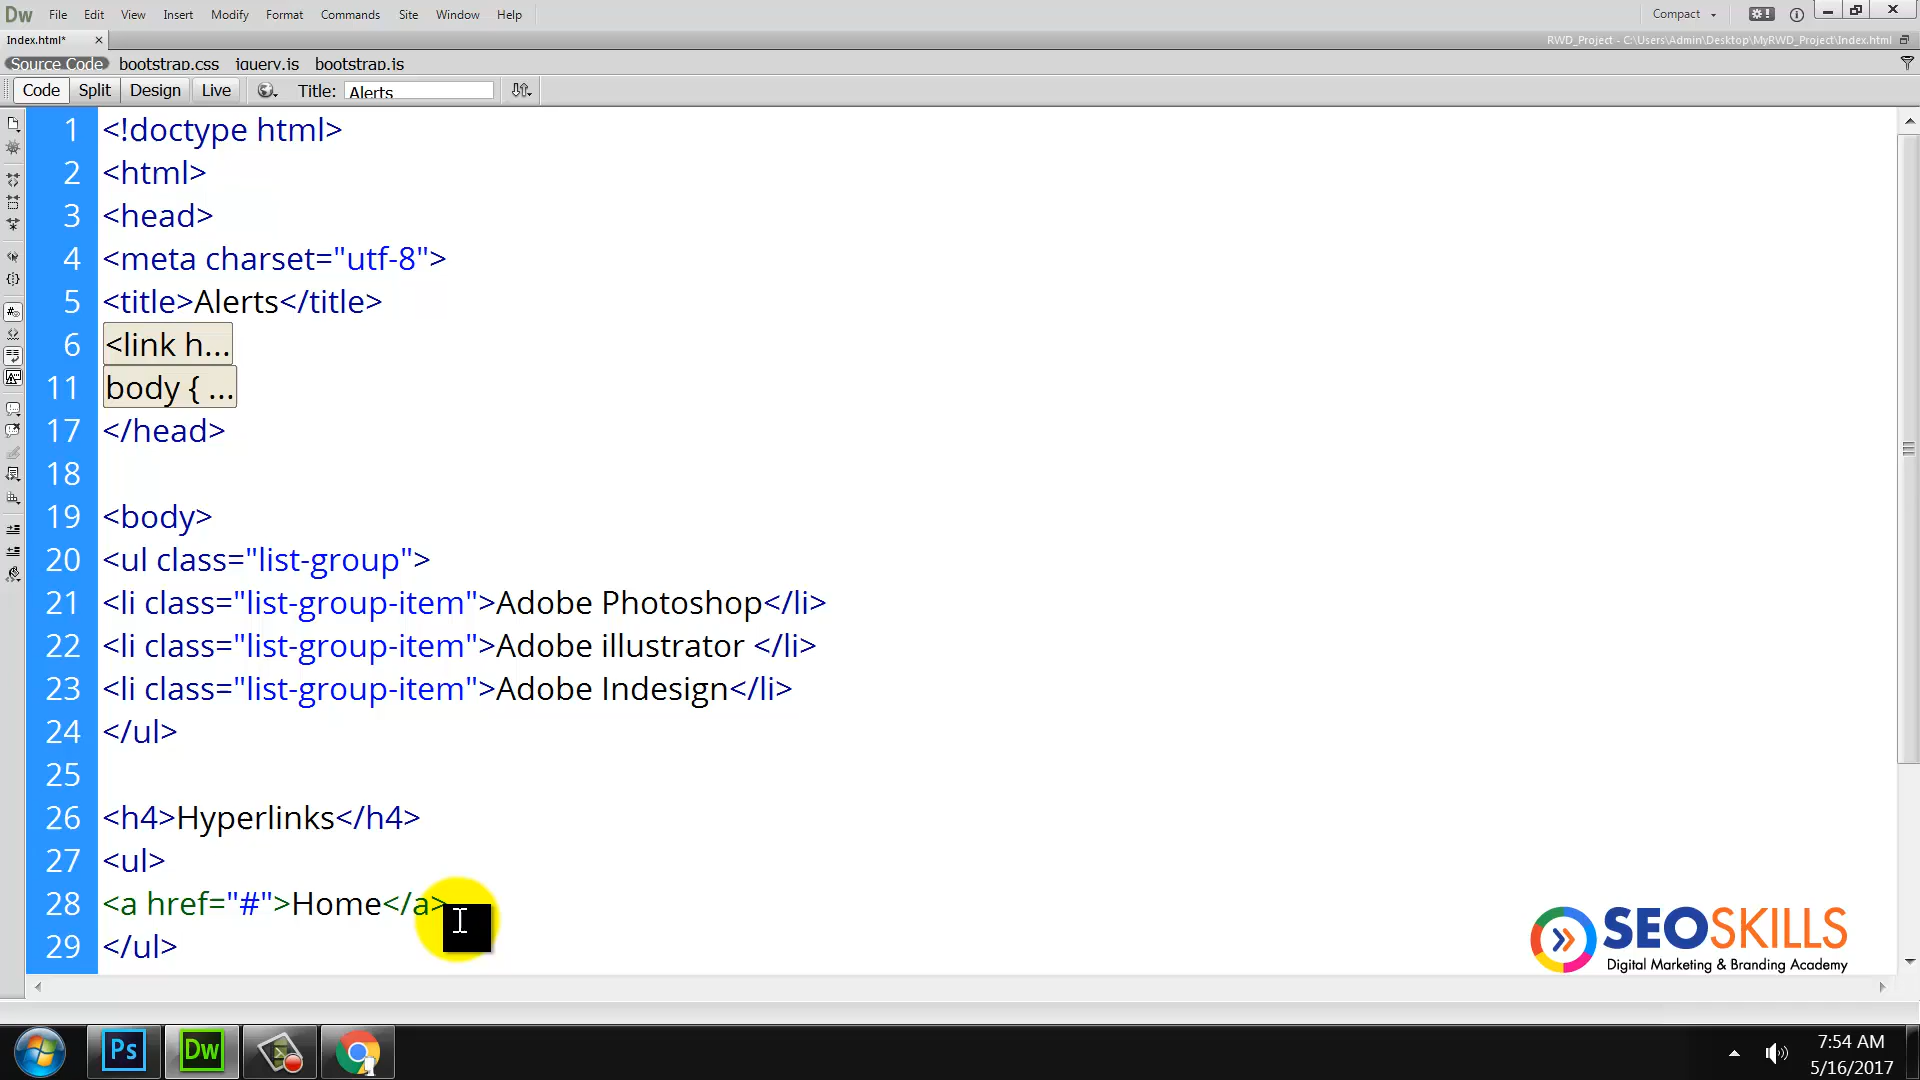 Dw File Edit View Insert Modify Format Commands Site Window Help Compact
Index.html* RWD_Project - C:\Users\Admin\Desktop\MyRWD_Project\Index.html
Source Code bootstrap.css jquery.js bootstrap.js
Code Split Design Live Title: Alerts
1 <!doctype html>
2 <html>
3 <head>
4 <meta charset="utf-8">
5 <title>Alerts</title>
6 <link h...
11 body { ...
17 </head>
18
19 <body>
20 <ul class="list-group">
21 <li class="list-group-item">Adobe Photoshop</li>
22 <li class="list-group-item">Adobe illustrator </li>
23 <li class="list-group-item">Adobe Indesign</li>
24 </ul>
25
26 <h4>Hyperlinks</h4>
27 <ul>
28 <a href="#">Home</a>
29 </ul>
SEOSKILLS
Digital Marketing & Branding Academy
Ps Dw
7:54 AM
5/16/2017